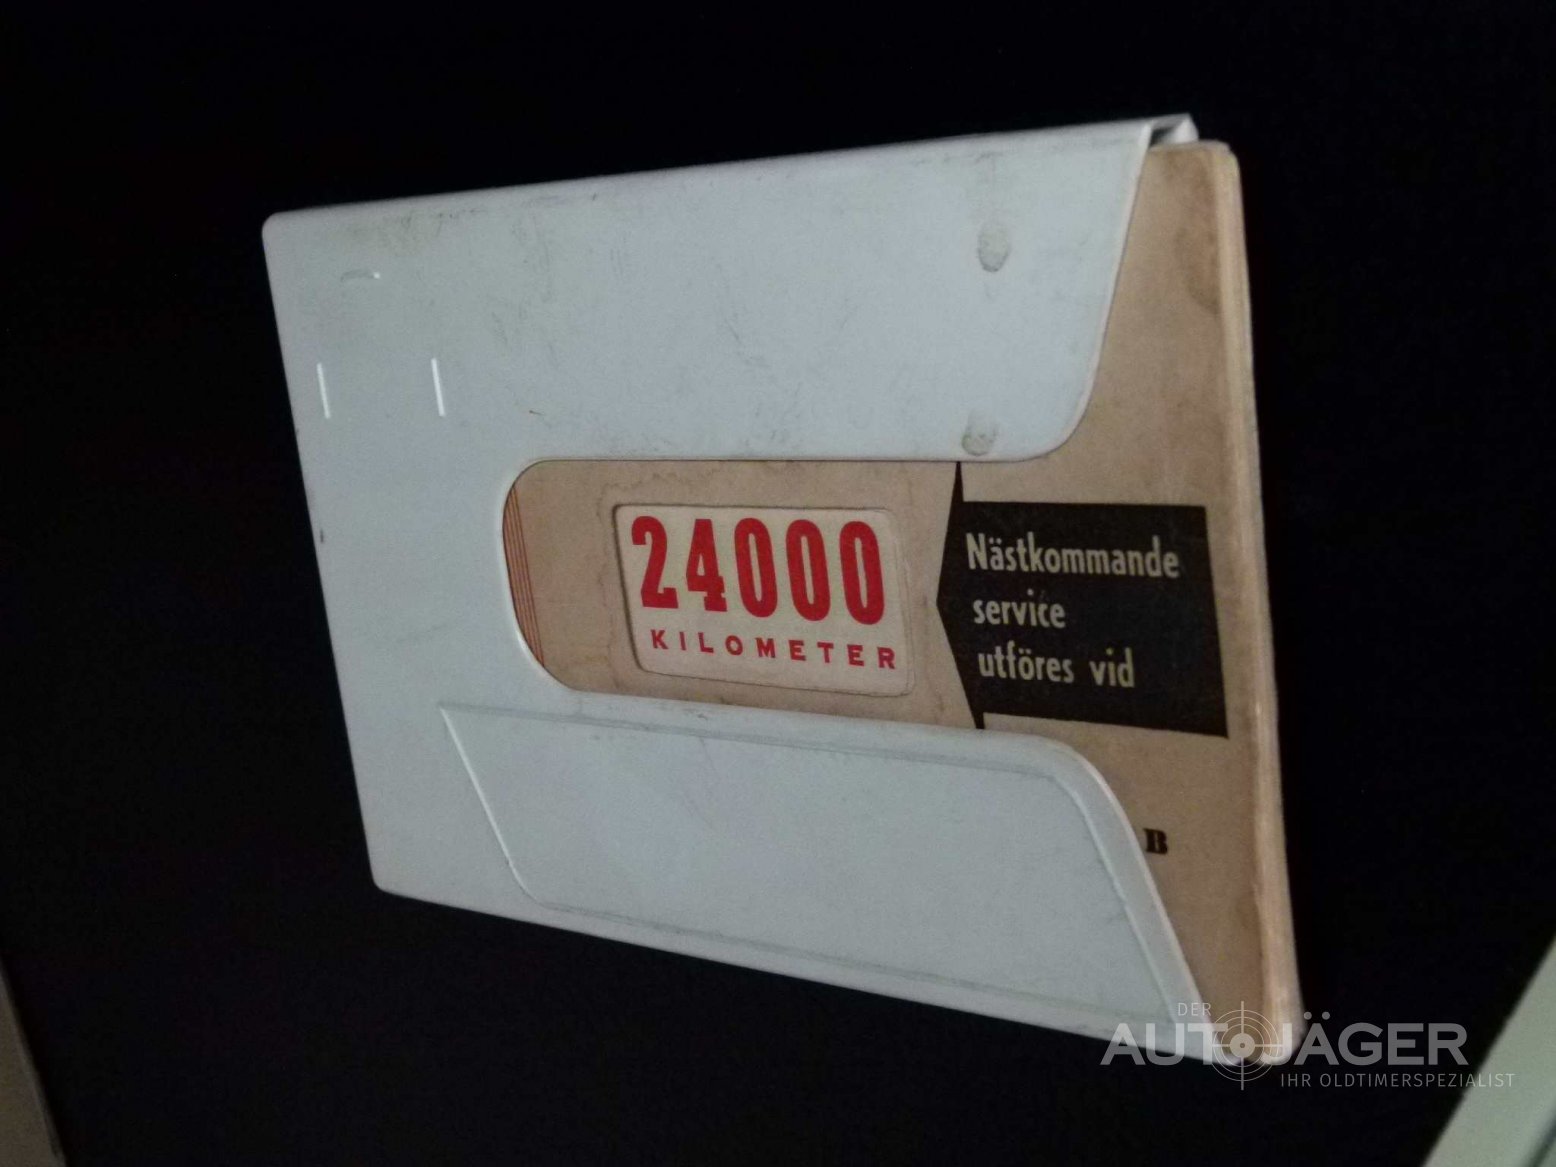 24000
KILOMETER
Nästkommande
service
utföres vid
B
DER
AUTOJÄGER
IHR OLDTIMERSPEZIALIST